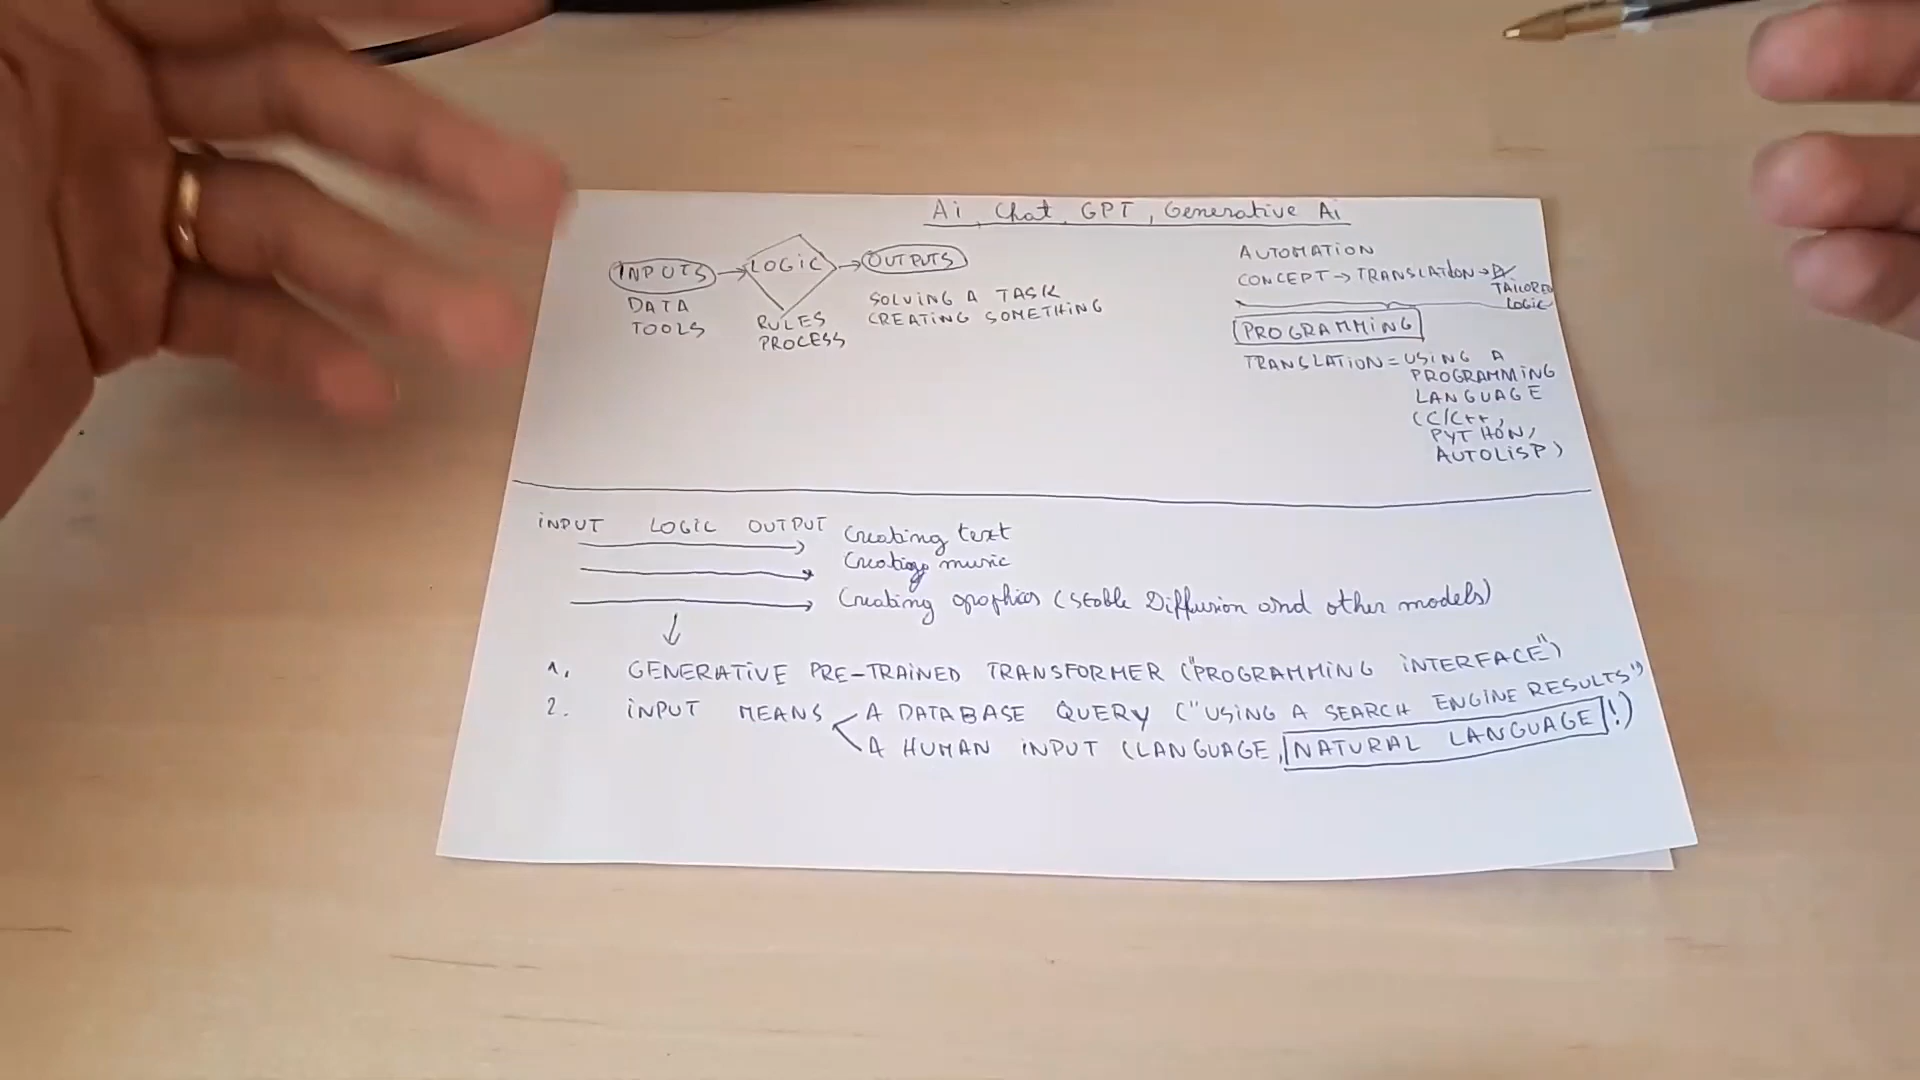 Ai, Chat GPT, Generative Ai
INPUTS → LOGIC → OUTPUTS
DATA
TOOLS
RULES
PROCESS
SOLVING A TASK
CREATING SOMETHING
AUTOMATION
CONCEPT → TRANSLATION → A
TAILORED
LOGIC
PROGRAMMING
TRANSLATION = USING A
PROGRAMMING
LANGUAGE
(C/C++,
PYTHON,
AUTOLISP)
INPUT LOGIC OUTPUT
Creating text
Creating music
Creating graphics (Stable Diffusion and other models)
1. GENERATIVE PRE-TRAINED TRANSFORMER ("PROGRAMMING INTERFACE")
2. INPUT MEANS A DATABASE QUERY ("USING A SEARCH ENGINE RESULTS")
A HUMAN INPUT (LANGUAGE, NATURAL LANGUAGE!)